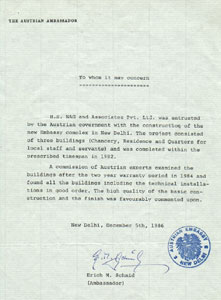 THE AUSTRIAN AMBASSADOR
To whom it may concern
M.S. NAG and Associates Pvt. Ltd. was entrusted
by the Austrian government with the construction of the
new Embassy complex in New Delhi. The project consisted
of three Buildings (Chancery, Residence and Quarters for
local staff and servants) and was completed within the
prescribed timespan in 1982.
A commission of Austrian experts examined the
buildings after the two year warranty period in 1984 and
found all the buildings including the technical installa-
tions in good order. The high quality of the basic con-
struction and the finish was favourably commented upon.
New Delhi, December 5th, 1986
Erich M. Schmid
(Ambassador)
AUSTRIAN EMBASSY
NEW DELHI